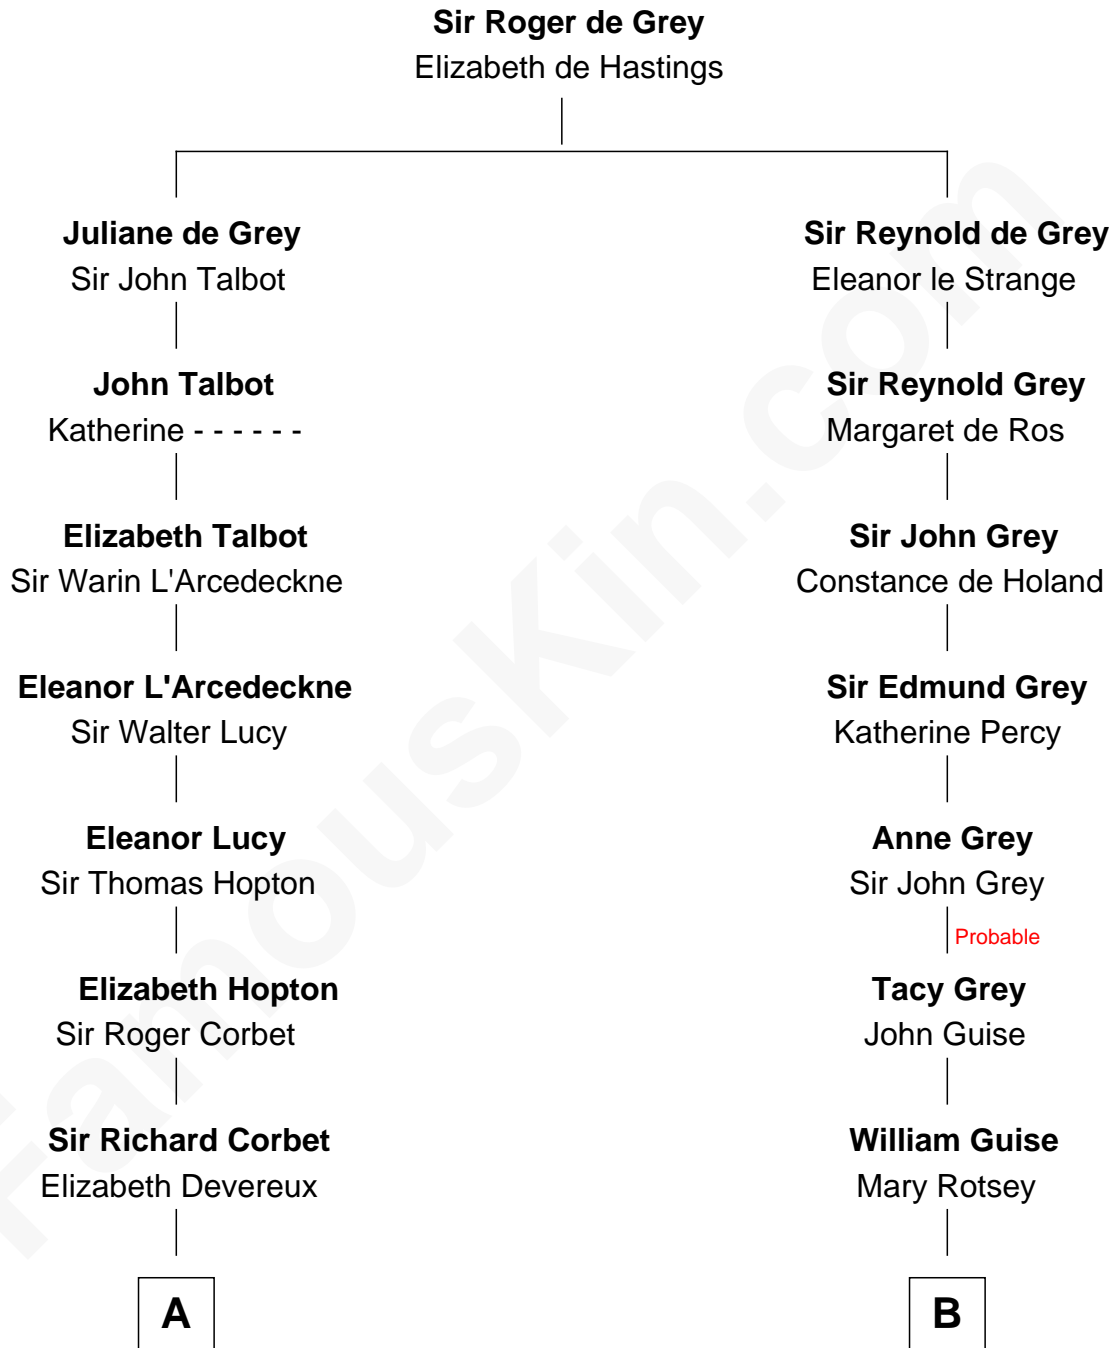 Sir Roger de Grey
Elizabeth de Hastings
Juliane de Grey
Sir John Talbot
John Talbot
Katherine - - - - - -
Elizabeth Talbot
Sir Warin L'Arcedeckne
Eleanor L'Arcedeckne
Sir Walter Lucy
Eleanor Lucy
Sir Thomas Hopton
Elizabeth Hopton
Sir Roger Corbet
Sir Richard Corbet
Elizabeth Devereux
A
Sir Reynold de Grey
Eleanor le Strange
Sir Reynold Grey
Margaret de Ros
Sir John Grey
Constance de Holand
Sir Edmund Grey
Katherine Percy
Anne Grey
Sir John Grey
Probable
Tacy Grey
John Guise
William Guise
Mary Rotsey
B
FamousKin.com